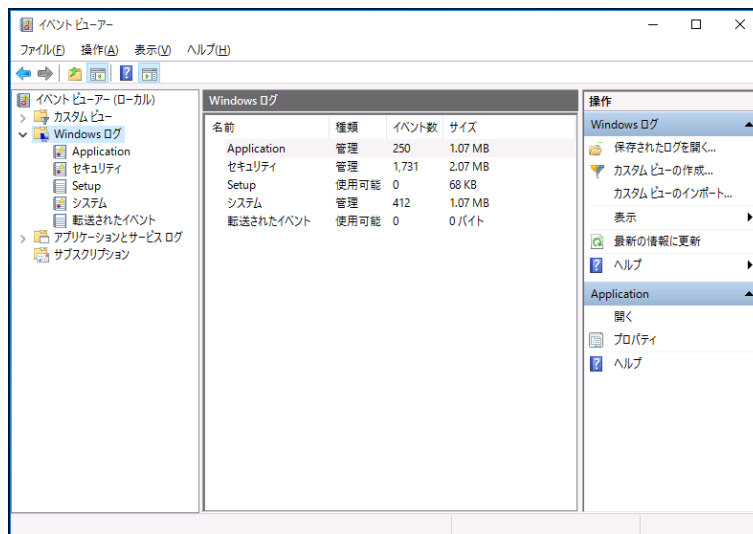 イベント ビューアー
ファイル(F) 操作(A) 表示(V) ヘルプ(H)
イベント ビューアー (ローカル)
カスタム ビュー
Windows ログ
Application
セキュリティ
Setup
システム
転送されたイベント
アプリケーションとサービス ログ
サブスクリプション
Windows ログ
名前 種類 イベント数 サイズ
Application 管理 250 1.07 MB
セキュリティ 管理 1,731 2.07 MB
Setup 使用可能 0 68 KB
システム 管理 412 1.07 MB
転送されたイベント 使用可能 0 0 バイト
操作
Windows ログ
保存されたログを開く...
カスタム ビューの作成...
カスタム ビューのインポート...
表示
最新の情報に更新
ヘルプ
Application
開く
プロパティ
ヘルプ